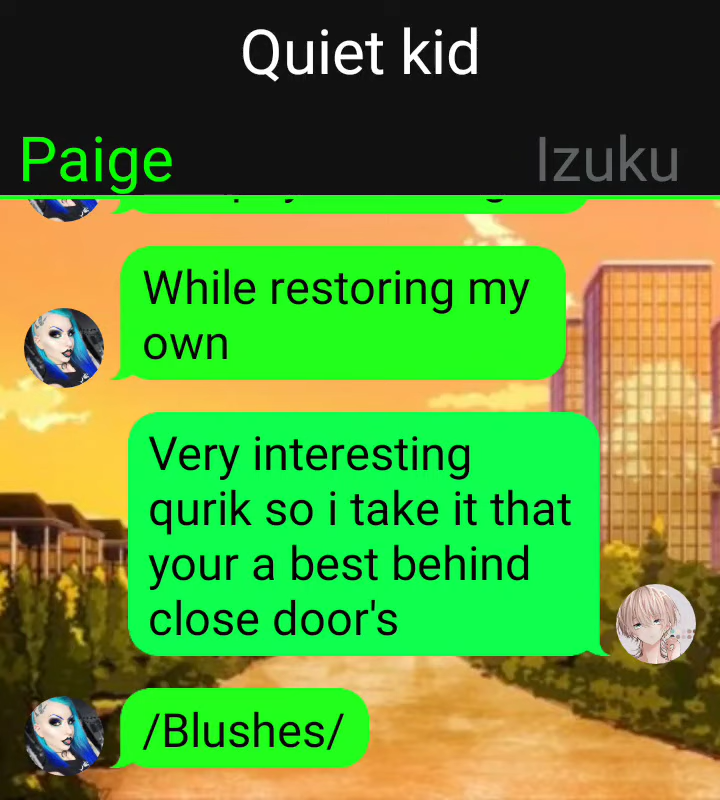 Quiet kid
Paige
Izuku
While restoring my
own
Very interesting
qurik so i take it that
your a best behind
close door's
/Blushes/